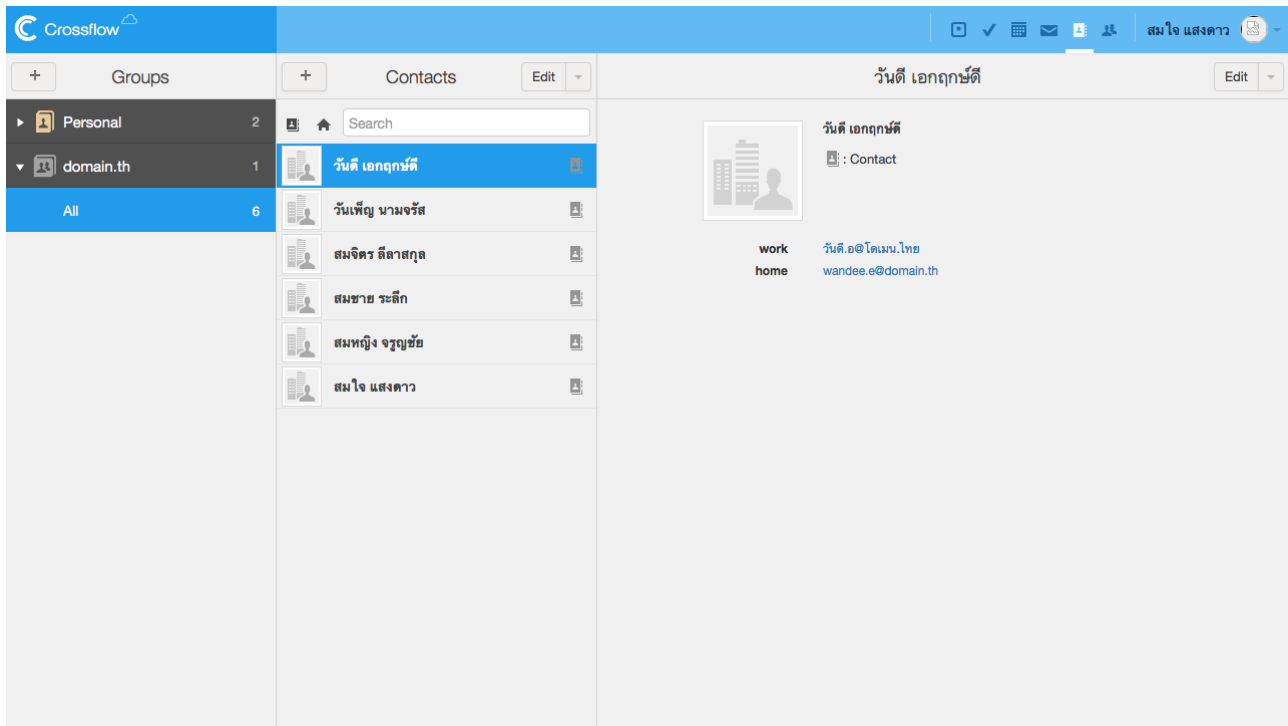 Crossflow
สมใจ แสงดาว
+ Groups
+ Contacts Edit
วันดี เอกฤกษ์ดี Edit
Personal 2
domain.th 1
All 6
Search
วันดี เอกฤกษ์ดี
วันเพ็ญ นามจรัส
สมจิตร ลีลาสกุล
สมชาย ระลึก
สมหญิง จรูญชัย
สมใจ แสงดาว
วันดี เอกฤกษ์ดี
: Contact
work วันดี.อ@โดเมน.ไทย
home wandee.e@domain.th